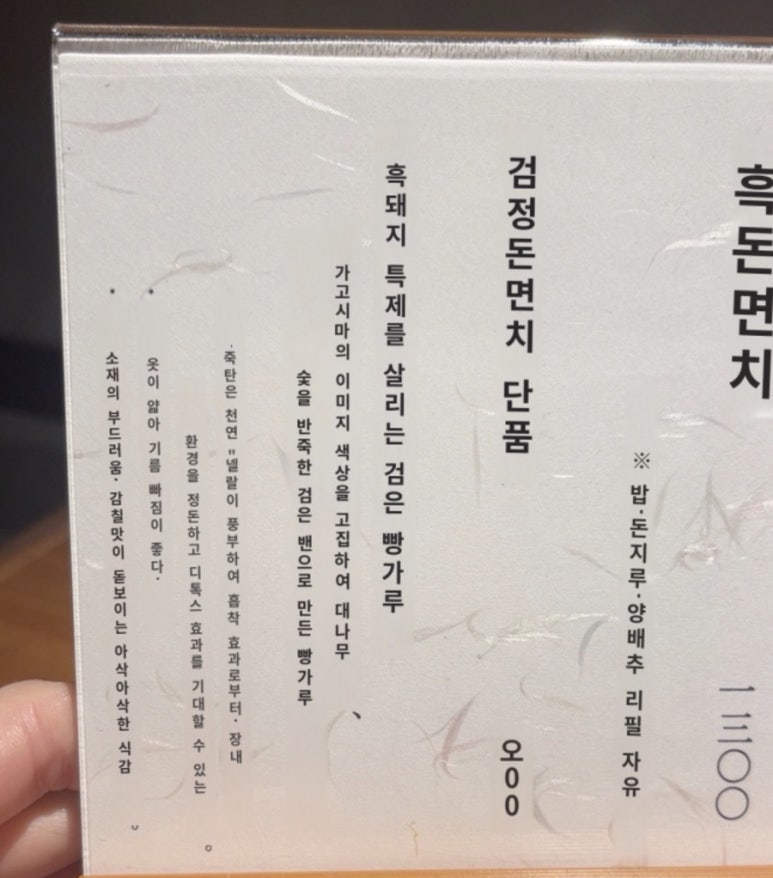 흑돈면치
一三〇〇
※ 밥·돈지루·양배추 리필 자유
검정돈면치 단품
오00
흑돼지 특제를 살리는 검은 빵가루
가고시마의 이미지 색상을 고집하여 대나무
숯을 반죽한 검은 밴으로 만든 빵가루
·죽탄은 천연 "넬랄이 풍부하여 흡착 효과로부터· 장내
환경을 정돈하고 디톡스 효과를 기대할 수 있는
옷이 얇아 기름 빠짐이 좋다·
소재의 부드러움· 감칠맛이 돋보이는 아삭아삭한 식감